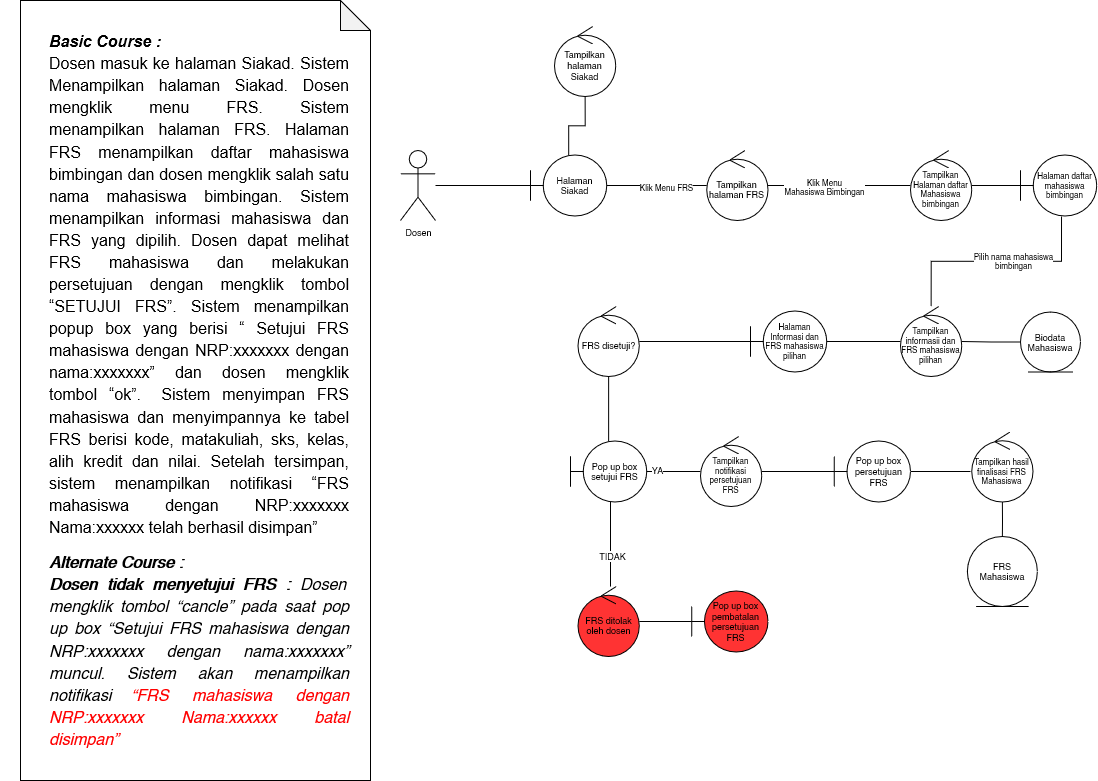 Basic Course :
Dosen masuk ke halaman Siakad. Sistem
Menampilkan halaman Siakad. Dosen
mengklik menu FRS. Sistem
menampilkan halaman FRS. Halaman
FRS menampilkan daftar mahasiswa
bimbingan dan dosen mengklik salah satu
nama mahasiswa bimbingan. Sistem
menampilkan informasi mahasiswa dan
FRS yang dipilih. Dosen dapat melihat
FRS mahasiswa dan melakukan
persetujuan dengan mengklik tombol
“SETUJUI FRS”. Sistem menampilkan
popup box yang berisi “ Setujui FRS
mahasiswa dengan NRP:xxxxxxx dengan
nama:xxxxxxx” dan dosen mengklik
tombol “ok”. Sistem menyimpan FRS
mahasiswa dan menyimpannya ke tabel
FRS berisi kode, matakuliah, sks, kelas,
alih kredit dan nilai. Setelah tersimpan,
sistem menampilkan notifikasi “FRS
mahasiswa dengan NRP:xxxxxxx
Nama:xxxxxx telah berhasil disimpan”
Alternate Course :
Dosen tidak menyetujui FRS : Dosen
mengklik tombol “cancle” pada saat pop
up box “Setujui FRS mahasiswa dengan
NRP:xxxxxxx dengan nama:xxxxxxx”
muncul. Sistem akan menampilkan
notifikasi “FRS mahasiswa dengan
NRP:xxxxxxx Nama:xxxxxx batal
disimpan”
Tampilkan
halaman
Siakad
Dosen
Halaman
Siakad
Klik Menu FRS
Tampilkan
halaman FRS
Klik Menu
Mahasiswa Bimbingan
Tampilkan
Halaman daftar
Mahasiswa
bimbingan
Halaman daftar
mahasiswa
bimbingan
Pilih nama mahasiswa
bimbingan
FRS disetuji?
Halaman
Informasi dan
FRS mahasiswa
pilihan
Tampilkan
informasii dan
FRS mahasiswa
pilihan
Biodata
Mahasiswa
Pop up box
setujui FRS
YA
Tampilkan
notifikasi
persetujuan
FRS
Pop up box
persetujuan
FRS
Tampilkan hasil
finalisasi FRS
Mahasiswa
TIDAK
FRS
Mahasiswa
FRS ditolak
oleh dosen
Pop up box
pembatalan
persetujuan
FRS